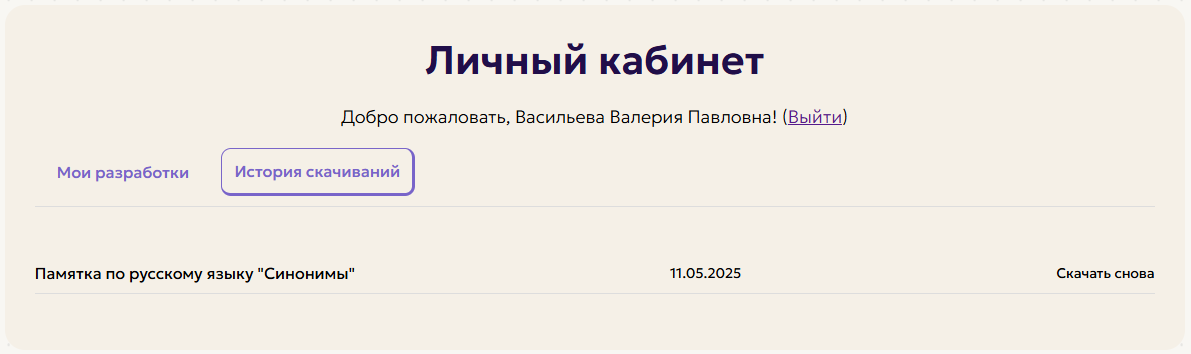 Личный кабинет
Добро пожаловать, Васильева Валерия Павловна! (Выйти)
Мои разработки История скачиваний
Памятка по русскому языку "Синонимы" 11.05.2025 Скачать снова